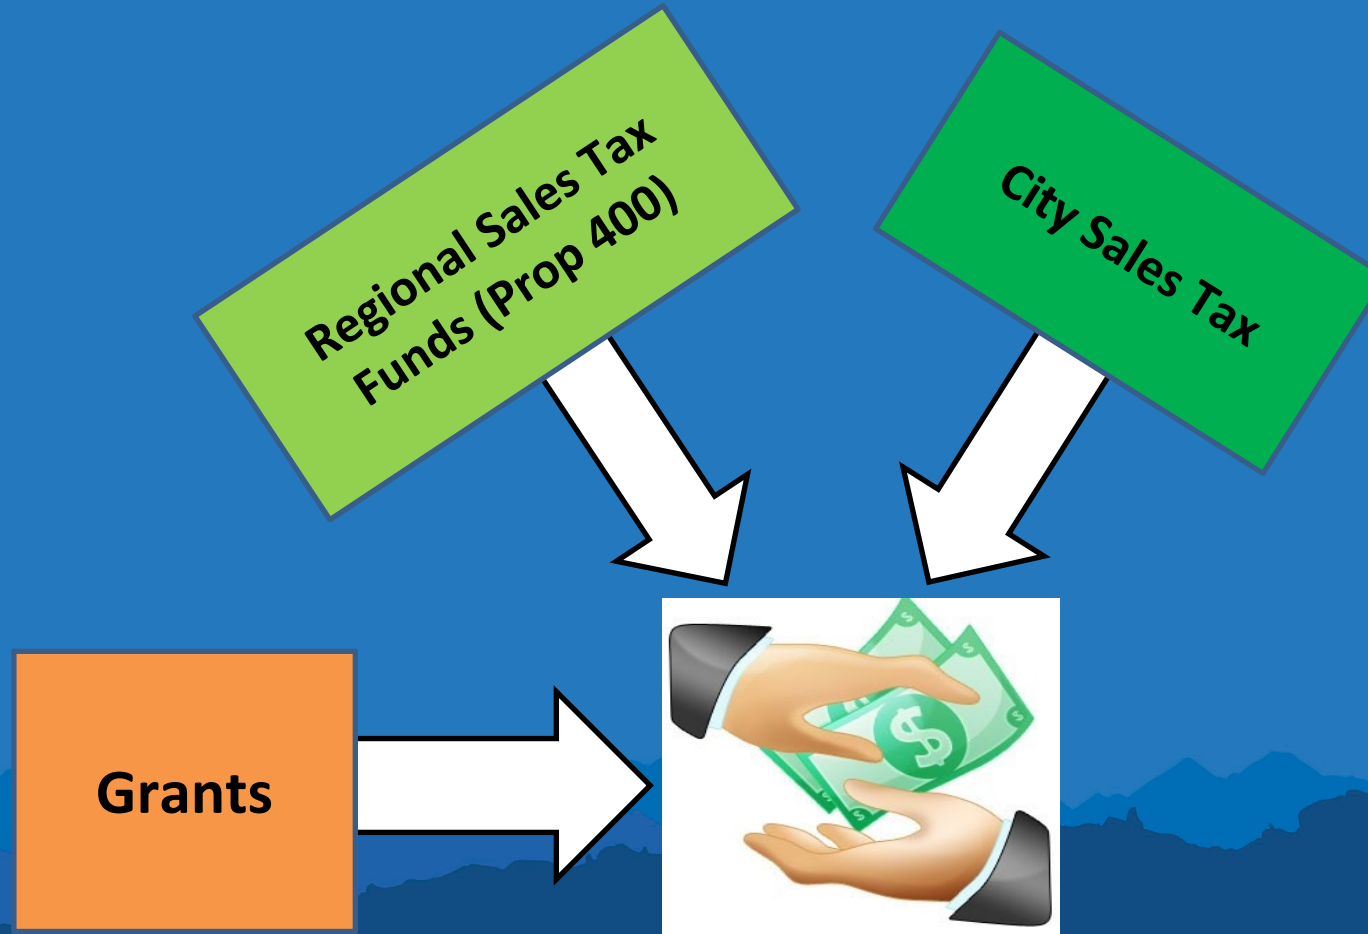 Regional Sales Tax
Funds (Prop 400)
City Sales Tax
Grants
$
$
$
$
$